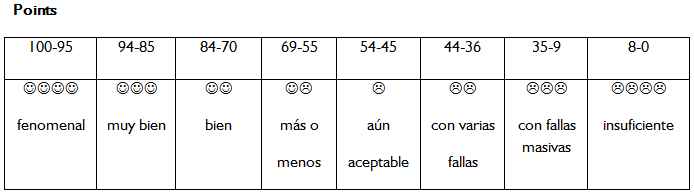 Points
100-95 94-85 84-70 69-55 54-45 44-36 35-9 8-0
☺☺☺☺ ☺☺☺ ☺☺ ☺☹ ☹ ☹☹ ☹☹☹ ☹☹☹☹
fenomenal muy bien bien más o aún con varias con fallas insuficiente
masivas
menos aceptable fallas